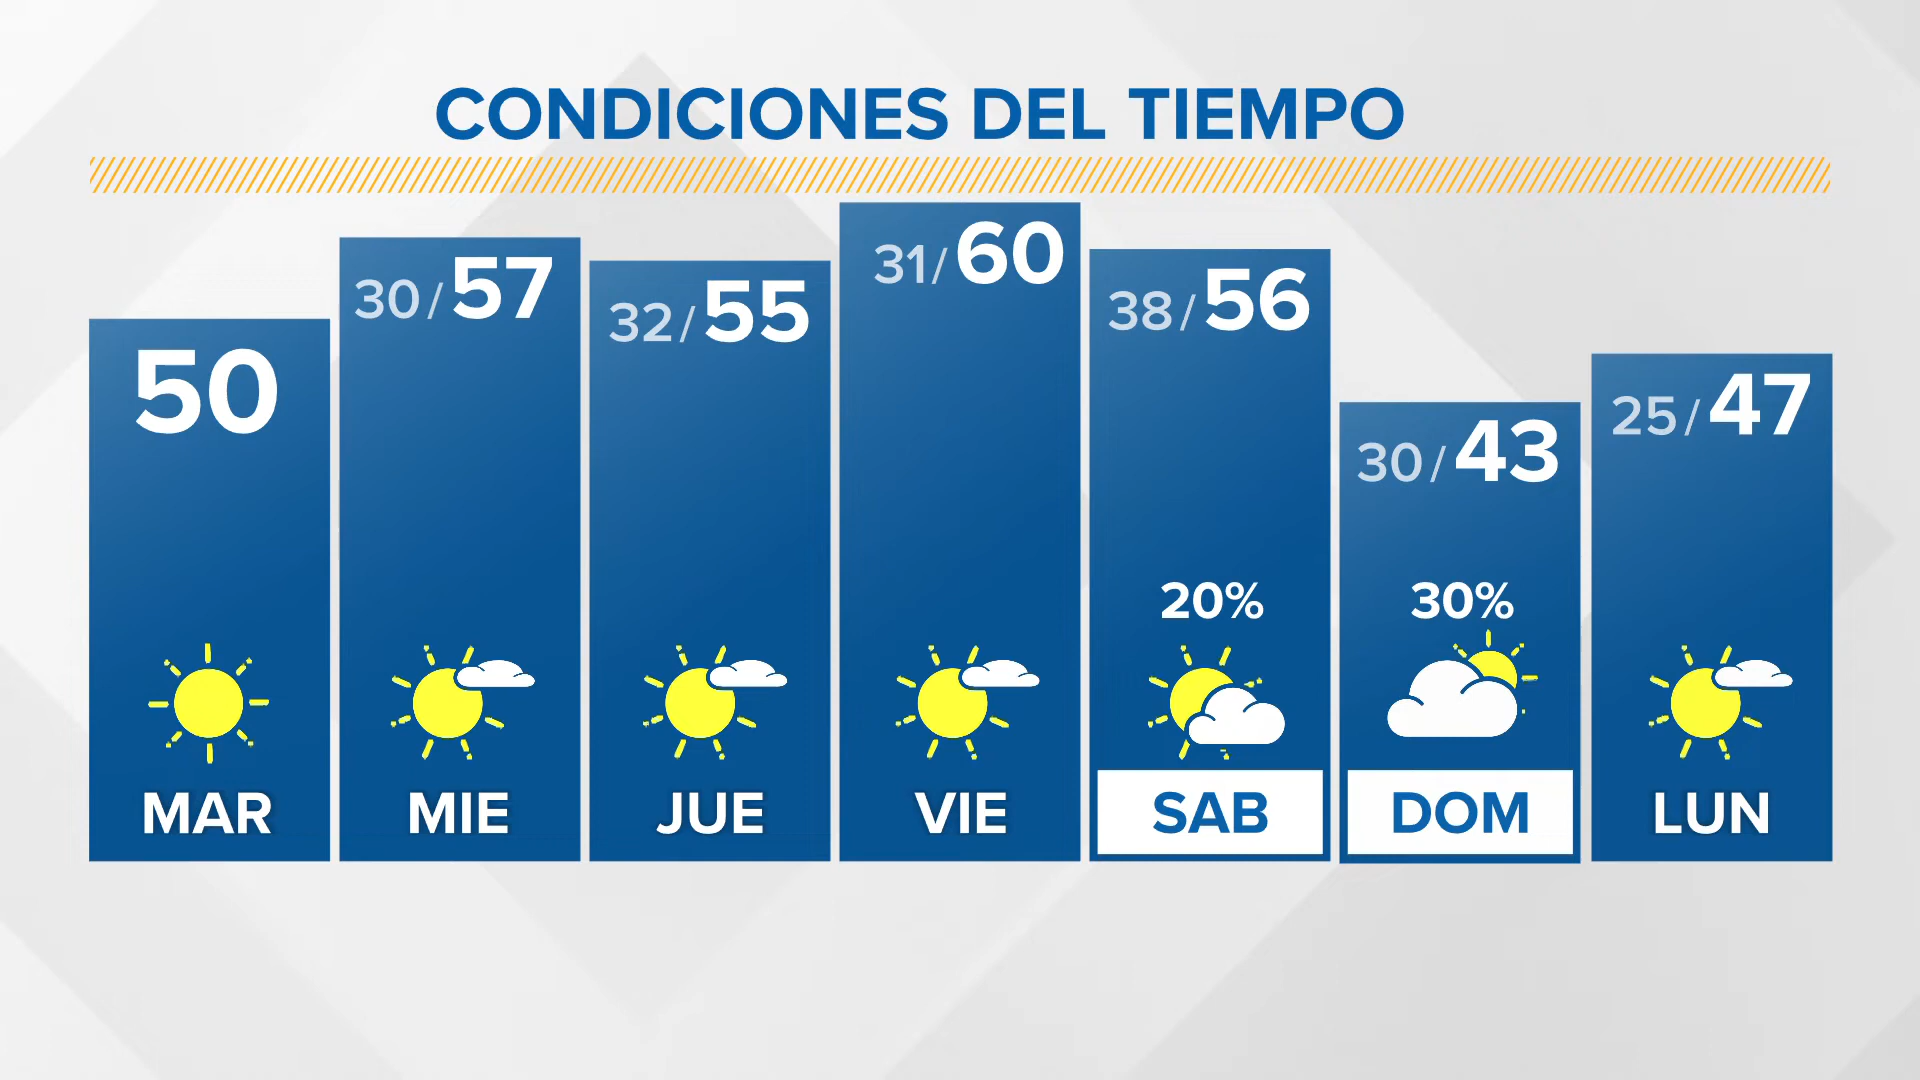 CONDICIONES DEL TIEMPO
50
MAR
30/57
MIE
32/55
JUE
31/60
VIE
38/56
20%
SAB
30/43
30%
DOM
25/47
LUN